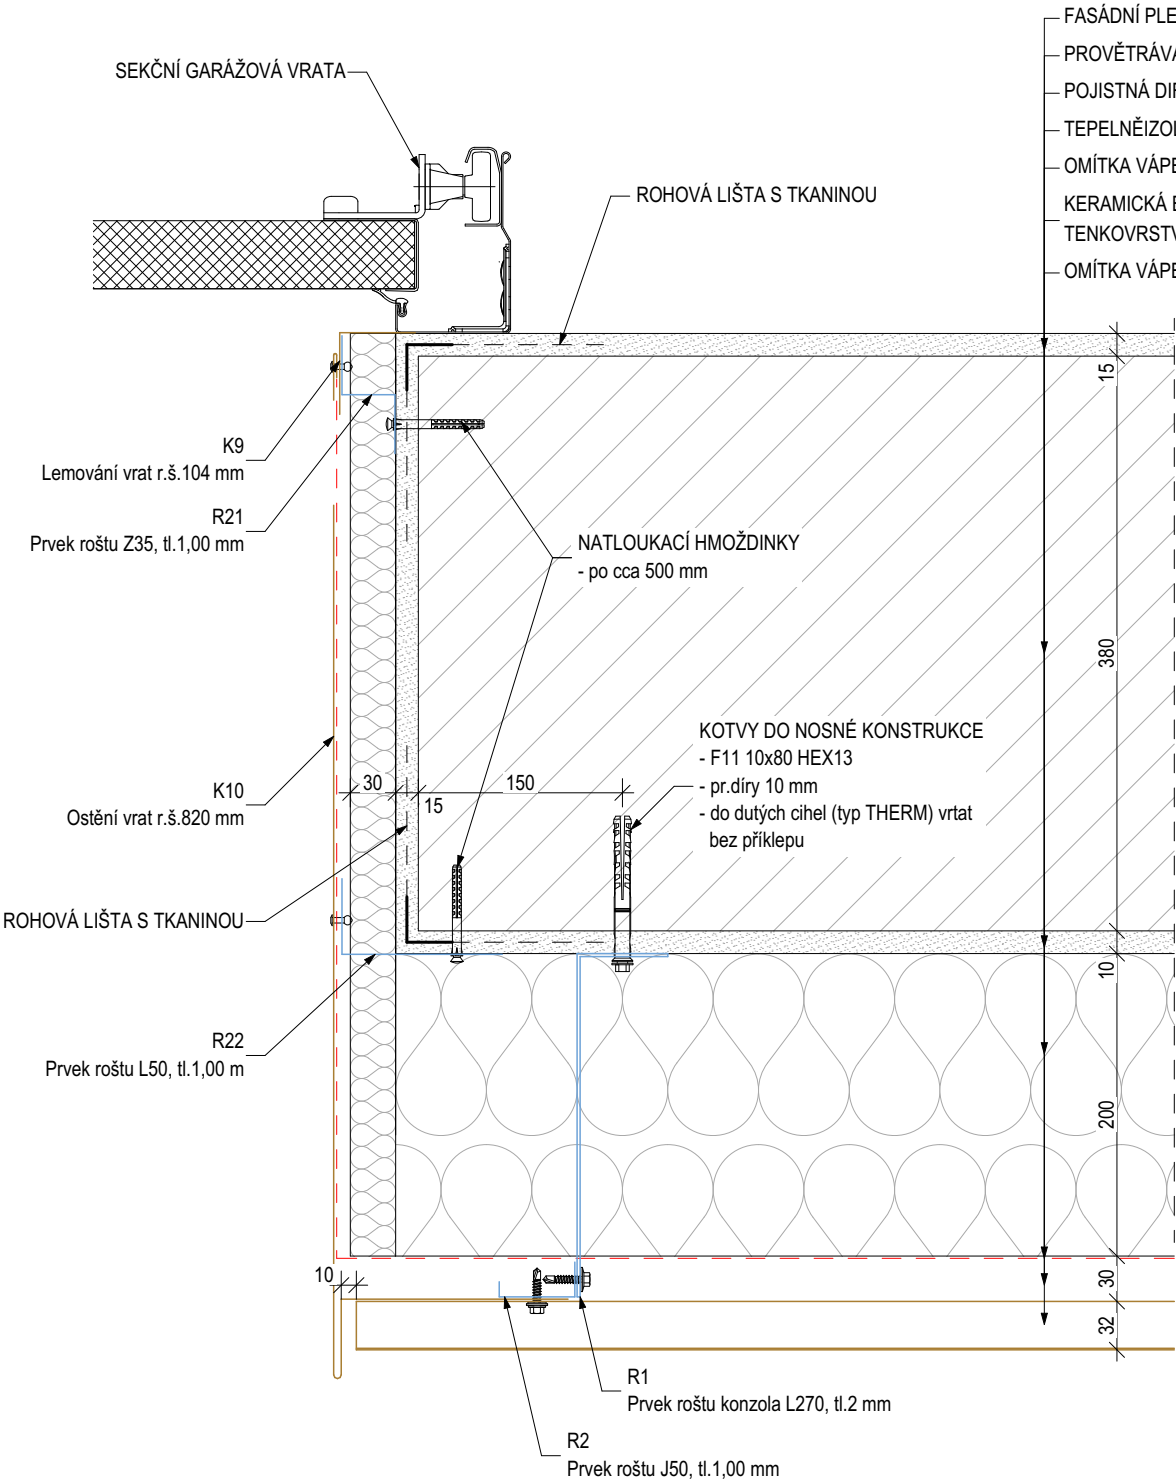 FASÁDNÍ PLE
SEKČNÍ GARÁŽOVÁ VRATA
PROVĚTRÁVA
POJISTNÁ DIF
TEPELNĚIZOL
OMÍTKA VÁPE
KERAMICKÁ
TENKOVRSTV
OMÍTKA VÁPE
ROHOVÁ LIŠTA S TKANINOU
15
K9
Lemování vrat r.š.104 mm
R21
Prvek roštu Z35, tl.1,00 mm
NATLOUKACÍ HMOŽDINKY
- po cca 500 mm
380
KOTVY DO NOSNÉ KONSTRUKCE
- F11 10x80 HEX13
- pr.díry 10 mm
- do dutých cihel (typ THERM) vrtat
bez příklepu
30
15
150
K10
Ostění vrat r.š.820 mm
ROHOVÁ LIŠTA S TKANINOU
10
R22
Prvek roštu L50, tl.1,00 m
200
10
30
32
R1
Prvek roštu konzola L270, tl.2 mm
R2
Prvek roštu J50, tl.1,00 mm